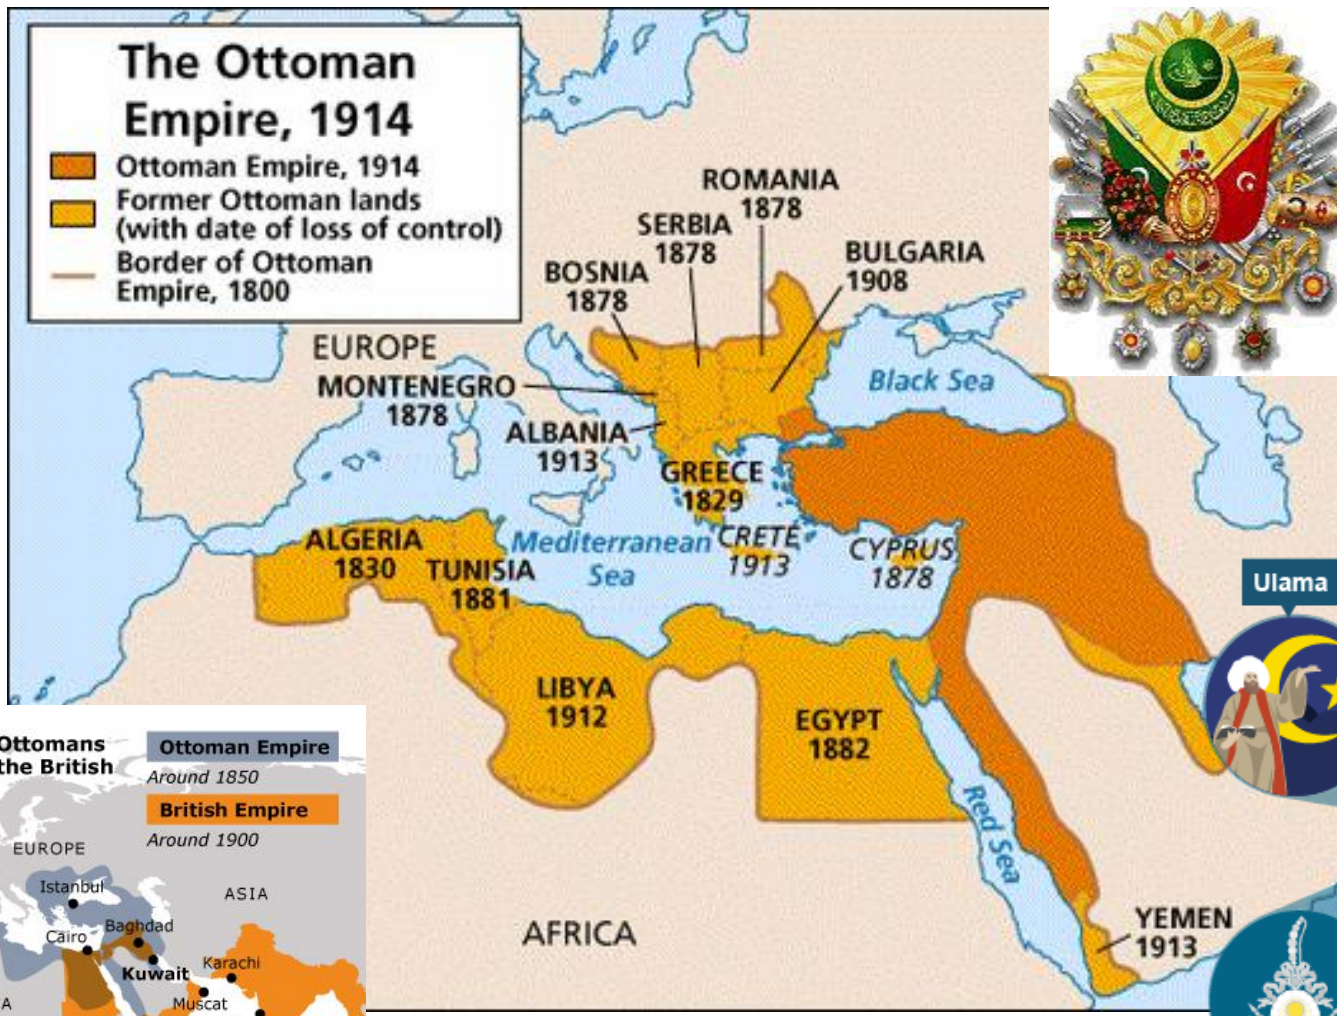 The Ottoman
Empire, 1914
Ottoman Empire, 1914
Former Ottoman lands
(with date of loss of control)
Border of Ottoman
Empire, 1800
ROMANIA
1878
SERBIA
1878
BULGARIA
1908
BOSNIA
1878
EUROPE
MONTENEGRO
1878
Black Sea
ALBANIA
1913
GREECE
1829
CRETE
1913
CYPRUS
1878
Mediterranean
Sea
ALGERIA
1830
TUNISIA
1881
LIBYA
1912
EGYPT
1882
Red Sea
AFRICA
YEMEN
1913
Ulama
Ottomans
the British
Ottoman Empire
Around 1850
British Empire
Around 1900
EUROPE
ASIA
Istanbul
Baghdad
Cairo
Kuwait
Karachi
Muscat
A